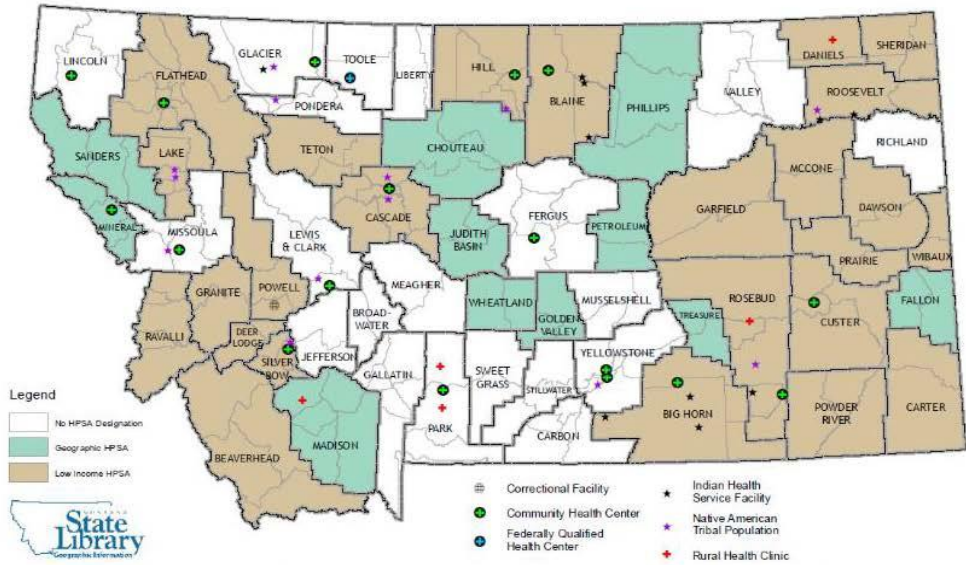 LINCOLN
GLACIER
TOOLE
LIBERTY
HILL
BLAINE
PHILLIPS
VALLEY
DANIELS
SHERIDAN
FLATHEAD
PONDERA
ROOSEVELT
SANDERS
LAKE
TETON
CHOUTEAU
RICHLAND
MCCONE
MINERAL
MISSOULA
LEWIS
& CLARK
CASCADE
JUDITH
BASIN
FERGUS
PETROLEUM
GARFIELD
DAWSON
POWELL
GRANITE
MEAGHER
WHEATLAND
GOLDEN
VALLEY
MUSSELSHELL
ROSEBUD
PRAIRIE
WIBAUX
RAVALLI
DEER
LODGE
SILVER
BOW
JEFFERSON
BROAD-
WATER
TREASURE
CUSTER
FALLON
GALLATIN
PARK
SWEET
GRASS
STILLWATER
YELLOWSTONE
BIG HORN
POWDER
RIVER
CARTER
BEAVERHEAD
MADISON
CARBON
Legend
No HPSA Designation
Geographic HPSA
Low Income HPSA
Correctional Facility
Community Health Center
Federally Qualified
Health Center
Indian Health
Service Facility
Native American
Tribal Population
Rural Health Clinic
MONTANA
State
Library
Geographic Information